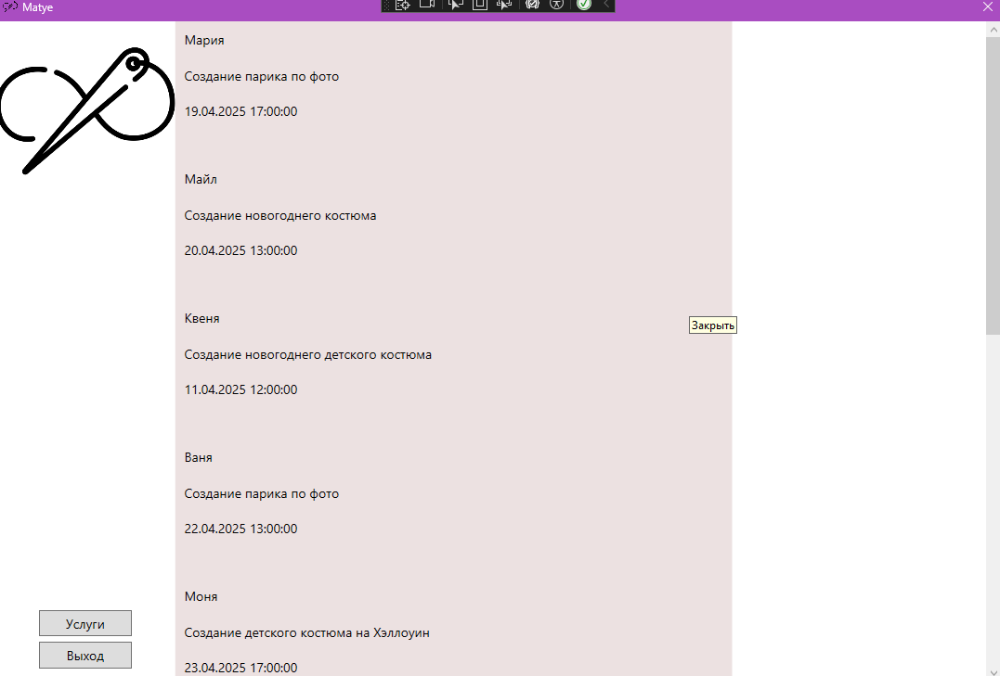 Matye
Мария
Создание парика по фото
19.04.2025 17:00:00
Майл
Создание новогоднего костюма
20.04.2025 13:00:00
Квеня
Закрыть
Создание новогоднего детского костюма
11.04.2025 12:00:00
Ваня
Создание парика по фото
22.04.2025 13:00:00
Моня
Создание детского костюма на Хэллоуин
23.04.2025 17:00:00
Услуги
Выход